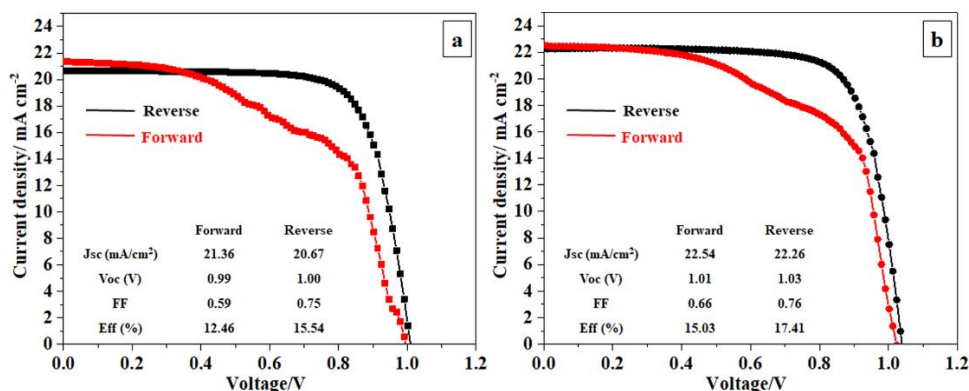 a
Current density/ mA cm-2
24
22
20
18
16
14
12
10
8
6
4
2
0
Reverse
Forward
Forward Reverse
Jsc (mA/cm²) 21.36 20.67
Voc (V) 0.99 1.00
FF 0.59 0.75
Eff (%) 12.46 15.54
0.0 0.2 0.4 0.6 0.8 1.0 1.2
Voltage/V
b
Current density / mA cm-2
24
22
20
18
16
14
12
10
8
6
4
2
0
Reverse
Forward
Forward Reverse
Jsc (mA/cm²) 22.54 22.26
Voc (V) 1.01 1.03
FF 0.66 0.76
Eff (%) 15.03 17.41
0.0 0.2 0.4 0.6 0.8 1.0 1.2
Voltage/V